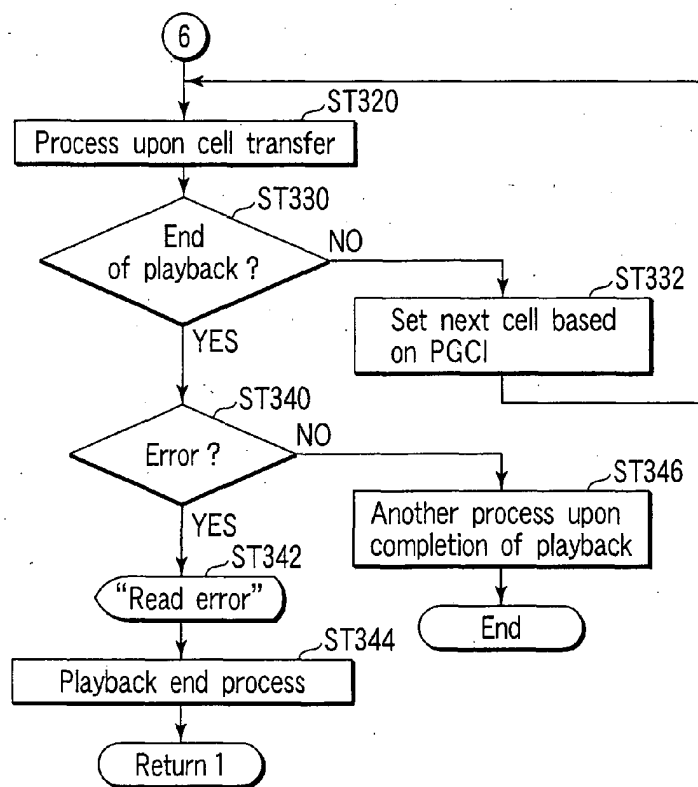 6
ST320
Process upon cell transfer
ST330
End
of playback ?
NO
YES
ST332
Set next cell based
on PGCI
ST340
Error ?
NO
YES
ST346
Another process upon
completion of playback
End
ST342
“Read error”
ST344
Playback end process
Return 1